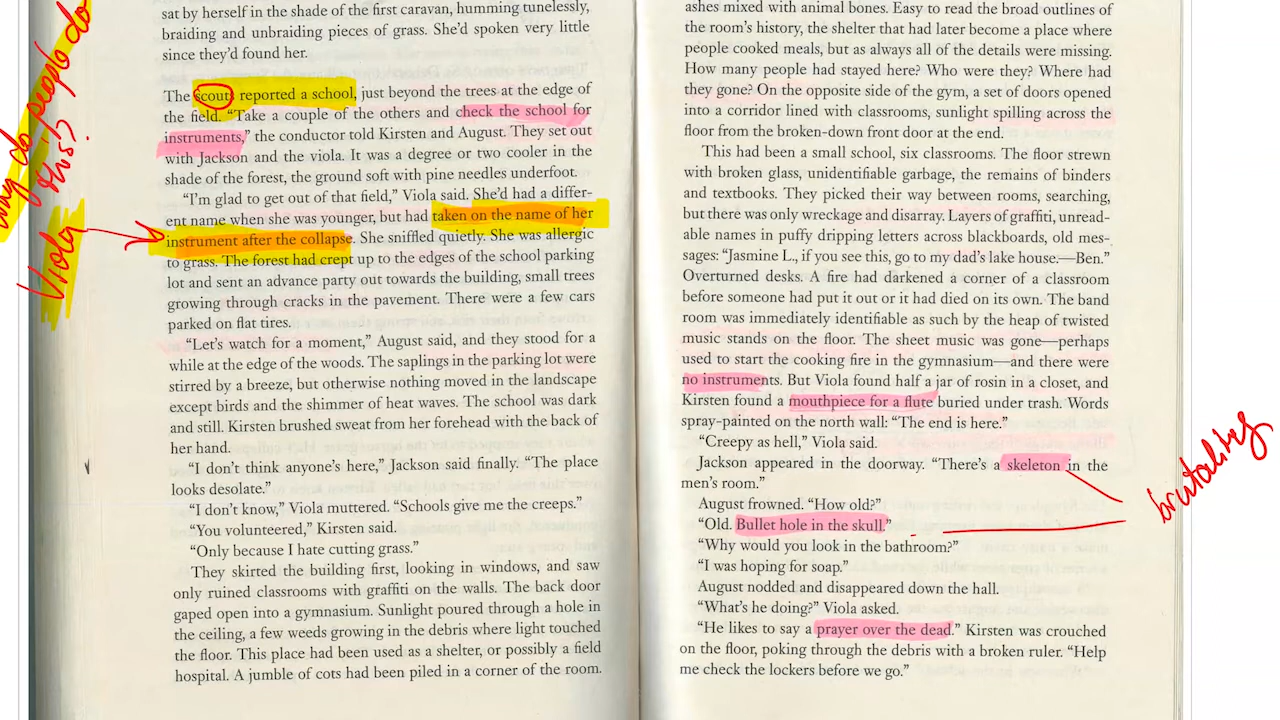 why do people do
this?
Viola
sat by herself in the shade of the first caravan, humming tunelessly,
braiding and unbraiding pieces of grass. She’d spoken very little
since they’d found her.
The scouts reported a school, just beyond the trees at the edge of
the field. “Take a couple of the others and check the school for
instruments,” the conductor told Kirsten and August. They set out
with Jackson and the viola. It was a degree or two cooler in the
shade of the forest, the ground soft with pine needles underfoot.
“I’m glad to get out of that field,” Viola said. She’d had a differ-
ent name when she was younger, but had taken on the name of her
instrument after the collapse. She sniffled quietly. She was allergic
to grass. The forest had crept up to the edges of the school parking
lot and sent an advance party out towards the building, small trees
growing through cracks in the pavement. There were a few cars
parked on flat tires.
“Let’s watch for a moment,” August said, and they stood for a
while at the edge of the woods. The saplings in the parking lot were
stirred by a breeze, but otherwise nothing moved in the landscape
except birds and the shimmer of heat waves. The school was dark
and still. Kirsten brushed sweat from her forehead with the back of
her hand.
“I don’t think anyone’s here,” Jackson said finally. “The place
looks desolate.”
“I don’t know,” Viola muttered. “Schools give me the creeps.”
“You volunteered,” Kirsten said.
“Only because I hate cutting grass.”
They skirted the building first, looking in windows, and saw
only ruined classrooms with graffiti on the walls. The back door
gaped open into a gymnasium. Sunlight poured through a hole in
the ceiling, a few weeds growing in the debris where light touched
the floor. This place had been used as a shelter, or possibly a field
hospital. A jumble of cots had been piled in a corner of the room.
ashes mixed with animal bones. Easy to read the broad outlines of
the room’s history, the shelter that had later become a place where
people cooked meals, but as always all of the details were missing.
How many people had stayed here? Who were they? Where had
they gone? On the opposite side of the gym, a set of doors opened
into a corridor lined with classrooms, sunlight spilling across the
floor from the broken-down front door at the end.
This had been a small school, six classrooms. The floor strewn
with broken glass, unidentifiable garbage, the remains of binders
and textbooks. They picked their way between rooms, searching,
but there was only wreckage and disarray. Layers of graffiti, unread-
able names in puffy dripping letters across blackboards, old mes-
sages: “Jasmine L., if you see this, go to my dad’s lake house.—Ben.”
Overturned desks. A fire had darkened a corner of a classroom
before someone had put it out or it had died on its own. The band
room was immediately identifiable as such by the heap of twisted
music stands on the floor. The sheet music was gone—perhaps
used to start the cooking fire in the gymnasium—and there were
no instruments. But Viola found half a jar of rosin in a closet, and
Kirsten found a mouthpiece for a flute buried under trash. Words
spray-painted on the north wall: “The end is here.”
“Creepy as hell,” Viola said.
Jackson appeared in the doorway. “There’s a skeleton in the
men’s room.”
August frowned. “How old?”
“Old. Bullet hole in the skull.”
“Why would you look in the bathroom?”
“I was hoping for soap.”
August nodded and disappeared down the hall.
“What’s he doing?” Viola asked.
“He likes to say a prayer over the dead.” Kirsten was crouched
on the floor, poking through the debris with a broken ruler. “Help
me check the lockers before we go.”
brutalities